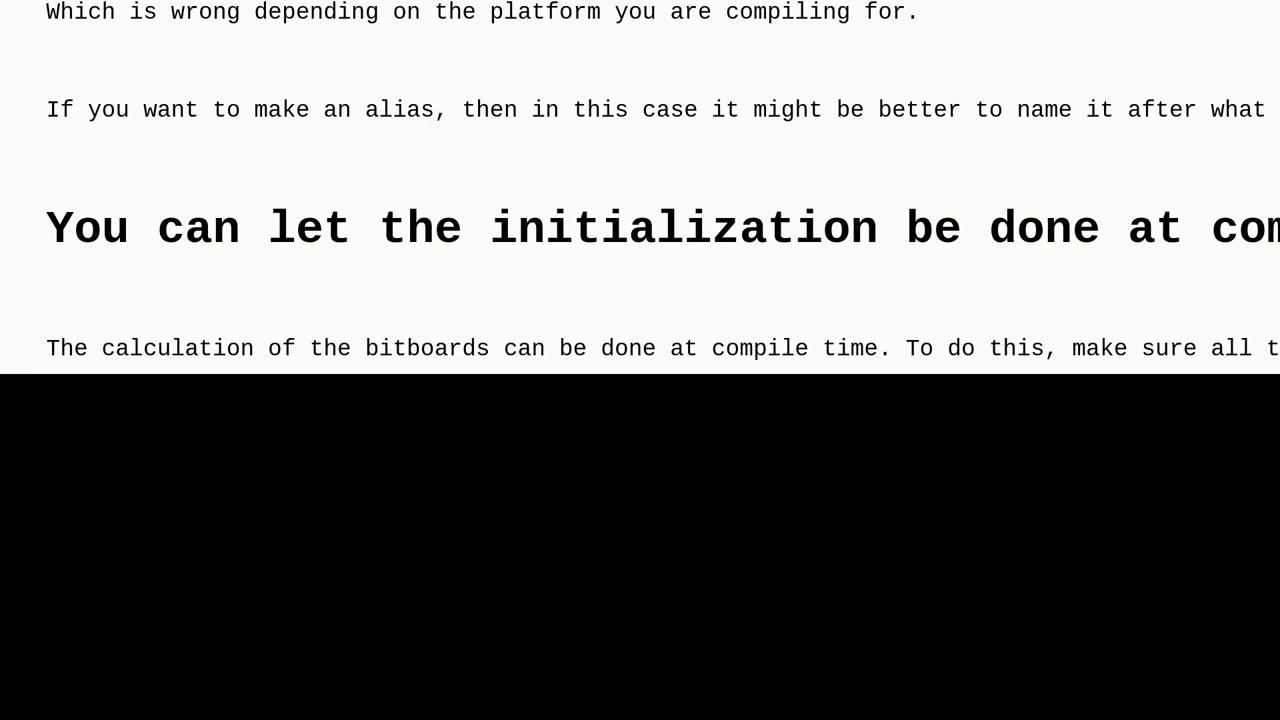 Which is wrong depending on the platform you are compiling for.
If you want to make an alias, then in this case it might be better to name it after what
You can let the initialization be done at com
The calculation of the bitboards can be done at compile time. To do this, make sure all t